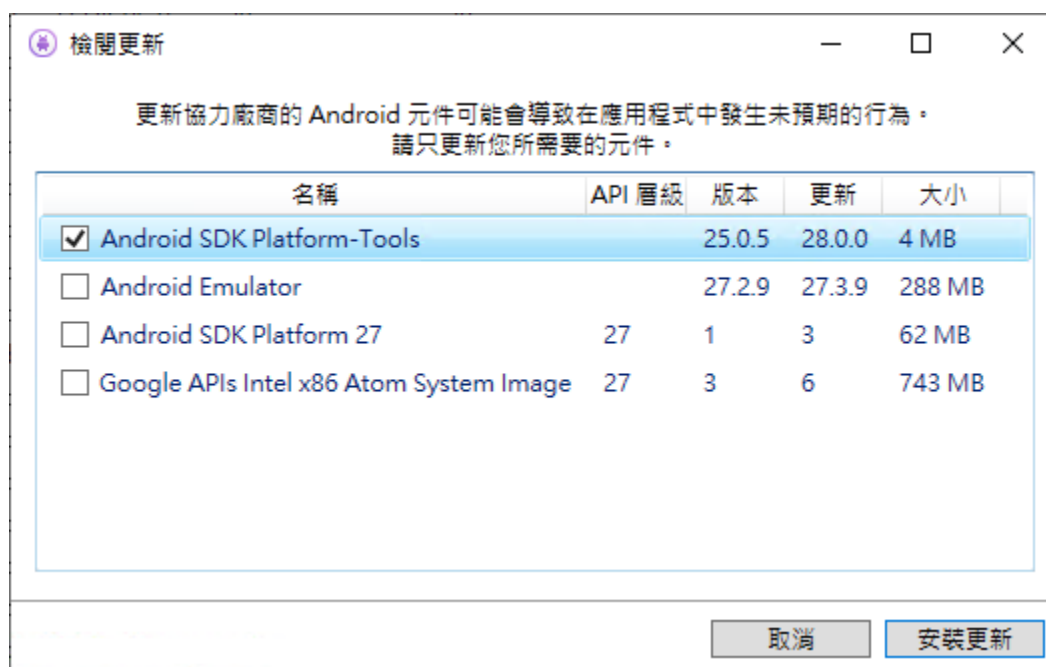 檢閱更新
更新協力廠商的 Android 元件可能會導致在應用程式中發生未預期的行為。
請只更新您所需要的元件。
名稱 API 層級 版本 更新 大小
Android SDK Platform-Tools 25.0.5 28.0.0 4 MB
Android Emulator 27.2.9 27.3.9 288 MB
Android SDK Platform 27 27 1 3 62 MB
Google APIs Intel x86 Atom System Image 27 3 6 743 MB
取消 安裝更新